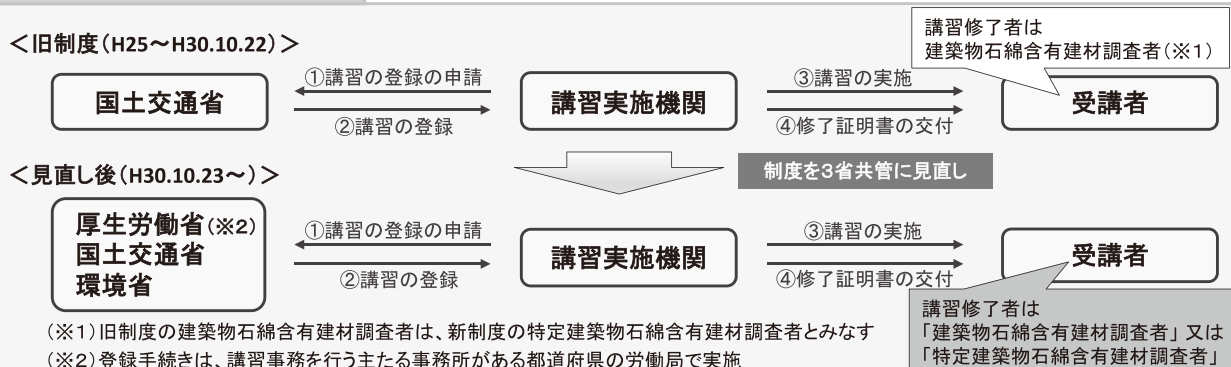 ＜旧制度(H25～H30.10.22)＞
講習修了者は
建築物石綿含有建材調査者(※1)
国土交通省
①講習の登録の申請
②講習の登録
講習実施機関
③講習の実施
④修了証明書の交付
受講者
＜見直し後(H30.10.23～)＞
制度を3省共管に見直し
厚生労働省(※2)
国土交通省
環境省
①講習の登録の申請
②講習の登録
講習実施機関
③講習の実施
④修了証明書の交付
受講者
講習修了者は
「建築物石綿含有建材調査者」又は
「特定建築物石綿含有建材調査者」
(※1)旧制度の建築物石綿含有建材調査者は、新制度の特定建築物石綿含有建材調査者とみなす
(※2)登録手続きは、講習事務を行う主たる事務所がある都道府県の労働局で実施